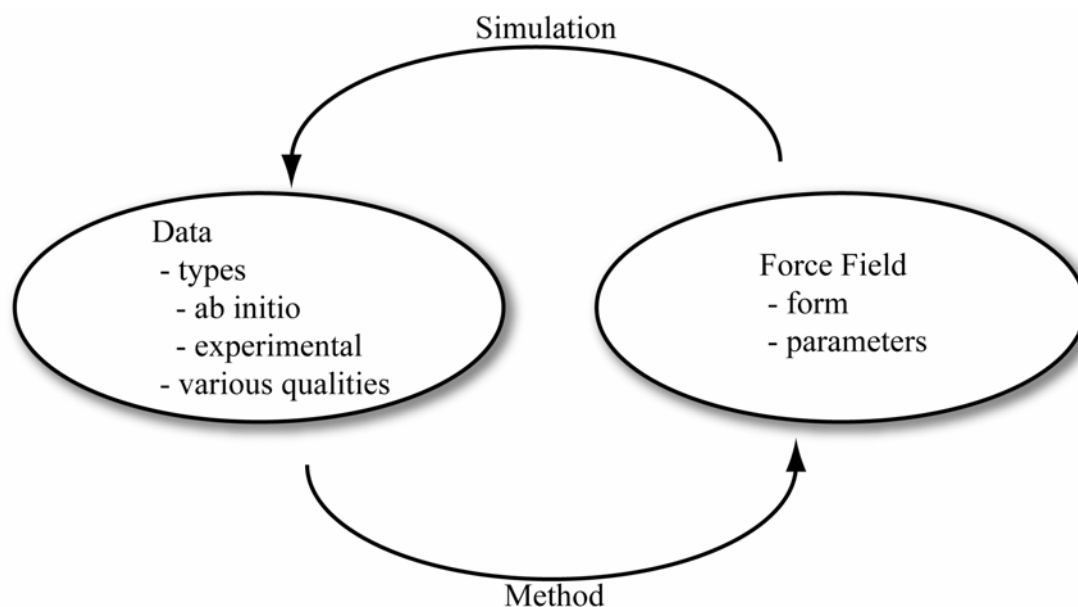 Simulation
Data
- types
- ab initio
- experimental
- various qualities
Force Field
- form
- parameters
Method